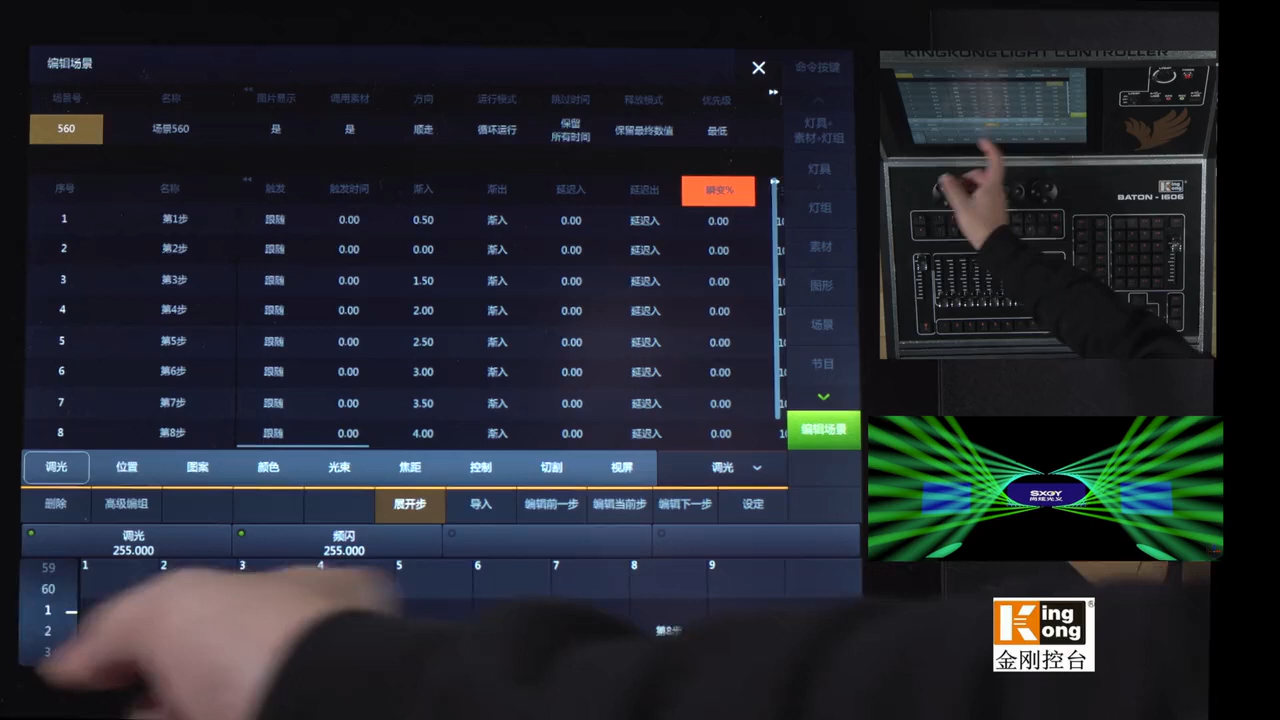 编辑场景
命令按键
场景号 名称 图片显示 调用素材 方向 运行模式 跳过时间 释放模式 优先级
560 场景560 是 是 顺走 循环运行 保留所有时间 保留最终数值 最低
序号 名称 触发 触发时间 渐入 渐出 延迟入 延迟出 瞬变%
1 第1步 跟随 0.00 0.50 渐入 0.00 延迟入 0.00
2 第2步 跟随 0.00 0.00 渐入 0.00 延迟入 0.00
3 第3步 跟随 0.00 1.50 渐入 0.00 延迟入 0.00
4 第4步 跟随 0.00 2.00 渐入 0.00 延迟入 0.00
5 第5步 跟随 0.00 2.50 渐入 0.00 延迟入 0.00
6 第6步 跟随 0.00 3.00 渐入 0.00 延迟入 0.00
7 第7步 跟随 0.00 3.50 渐入 0.00 延迟入 0.00
8 第8步 跟随 0.00 4.00 渐入 0.00 延迟入 0.00
灯具+
素材+灯组
灯具
灯组
素材
图形
场景
节目
编辑场景
调光 位置 图案 颜色 光束 焦距 控制 切割 视屏 调光
删除 高级编组 展开步 导入 编辑前一步 编辑当前步 编辑下一步 设定
调光 频闪
255.000 255.000
59
60
1
2
3
1 2 3 4 5 6 7 8 9
第8步
KINGKONG LIGHT CONTROLLER
King Kong
BATON-1606
SXGY
尚炫光义
King
Kong
®
金刚控台